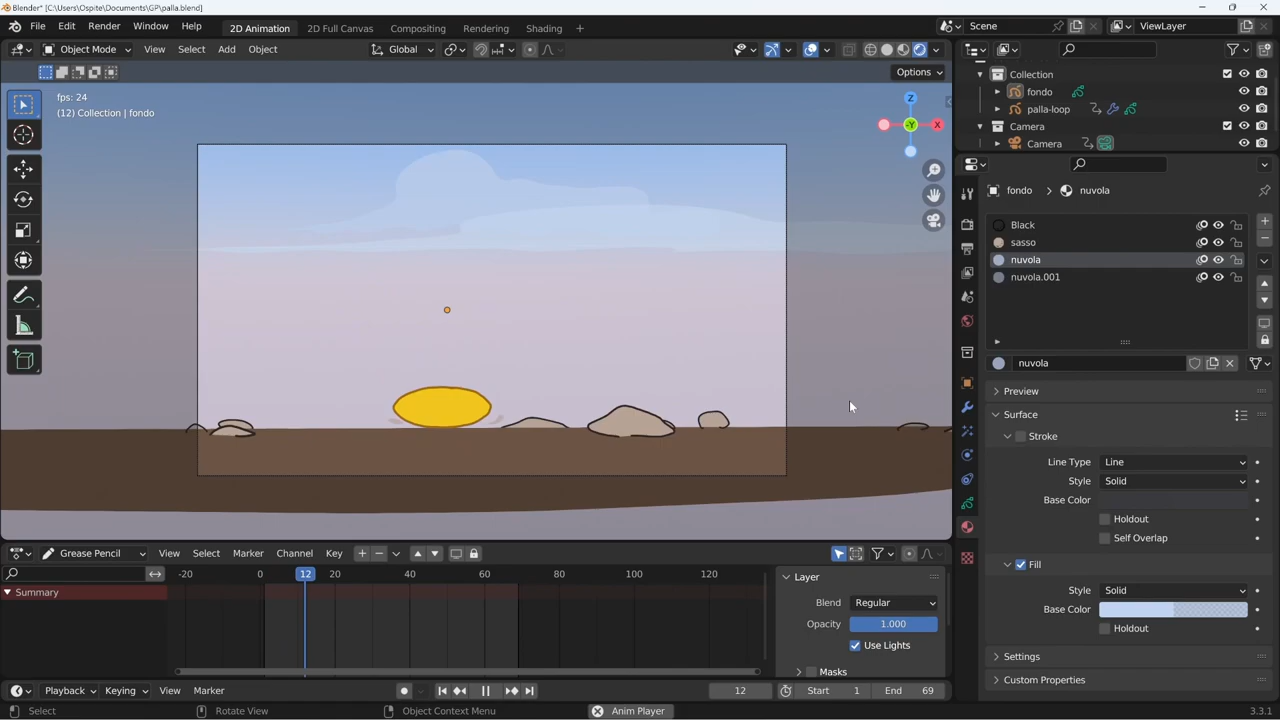 Blender* [C:\Users\Ospite\Documents\GP\palla.blend]
File Edit Render Window Help 2D Animation 2D Full Canvas Compositing Rendering Shading + Scene ViewLayer
Object Mode View Select Add Object Global
Options
fps: 24
(12) Collection | fondo
Z
X
-Y
Collection
fondo
palla-loop
Camera
Camera
fondo > nuvola
Black
sasso
nuvola
nuvola.001
nuvola
Preview
Surface
Stroke
Line Type Line
Style Solid
Base Color
Holdout
Self Overlap
Fill
Style Solid
Base Color
Holdout
Settings
Custom Properties
Grease Pencil View Select Marker Channel Key
-20 0 12 20 40 60 80 100 120
Summary
Layer
Blend Regular
Opacity 1.000
Use Lights
Masks
Playback Keying View Marker 12 Start 1 End 69
Select Rotate View Object Context Menu Anim Player 3.3.1